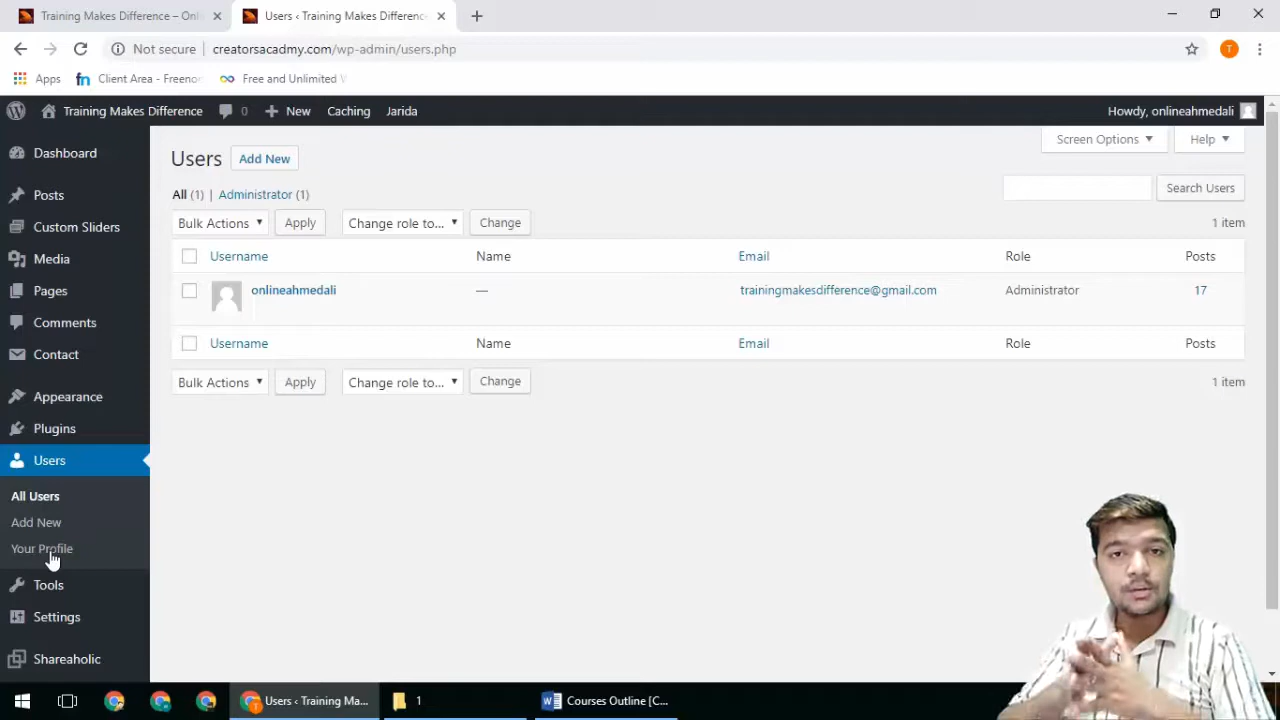 Training Makes Difference – Onl
Users ‹ Training Makes Difference
Not secure | creatorsacadmy.com/wp-admin/users.php
T
Apps
fn Client Area - Freeno
Free and Unlimited
Training Makes Difference
0
New
Caching
Jarida
Howdy, onlineahmedali
Dashboard
Posts
Custom Sliders
Media
Pages
Comments
Contact
Appearance
Plugins
Users
All Users
Add New
Your Profile
Tools
Settings
Shareaholic
Screen Options
Help
Users
Add New
All (1) | Administrator (1)
Search Users
Bulk Actions
Apply
Change role to...
Change
1 item
Username Name Email Role Posts
onlineahmedali — trainingmakesdifference@gmail.com Administrator 17
Username Name Email Role Posts
Bulk Actions
Apply
Change role to...
Change
1 item
Users ‹ Training Ma...
1
Courses Outline [C...